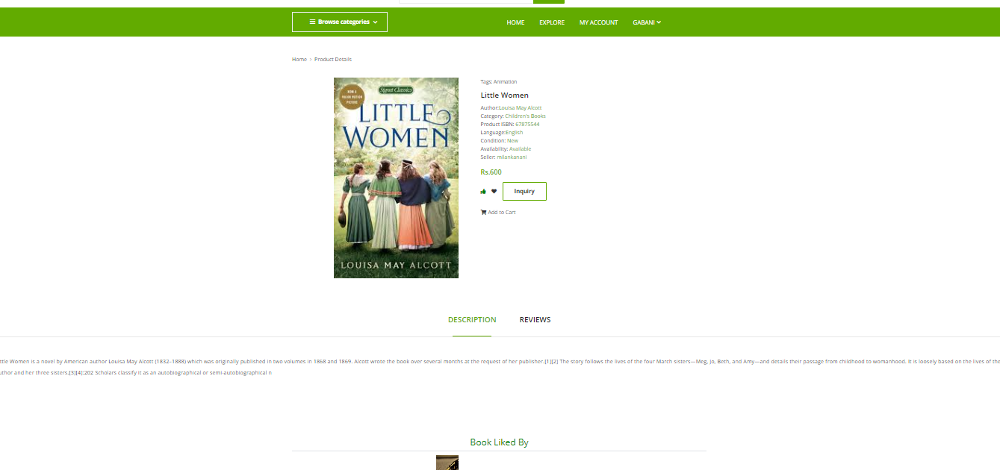 Browse categories
HOME EXPLORE MY ACCOUNT GABANI
Home > Product Details
NOW A
MAJOR MOTION
PICTURE
Signet Classics
LITTLE
WOMEN
LOUISA MAY ALCOTT
Tags: Animation
Little Women
Author:Louisa May Alcott
Category: Children's Books
Product ISBN: 67875544
Language:English
Condition: New
Availability: Available
Seller: milankanani
Rs.600
Inquiry
Add to Cart
DESCRIPTION REVIEWS
ttle Women is a novel by American author Louisa May Alcott (1832–1888) which was originally published in two volumes in 1868 and 1869. Alcott wrote the book over several months at the request of her publisher.[1][2] The story follows the lives of the four March sisters—Meg, Jo, Beth, and Amy—and details their passage from childhood to womanhood. It is loosely based on the lives of the
uthor and her three sisters.[3][4]:202 Scholars classify it as an autobiographical or semi-autobiographical n
Book Liked By